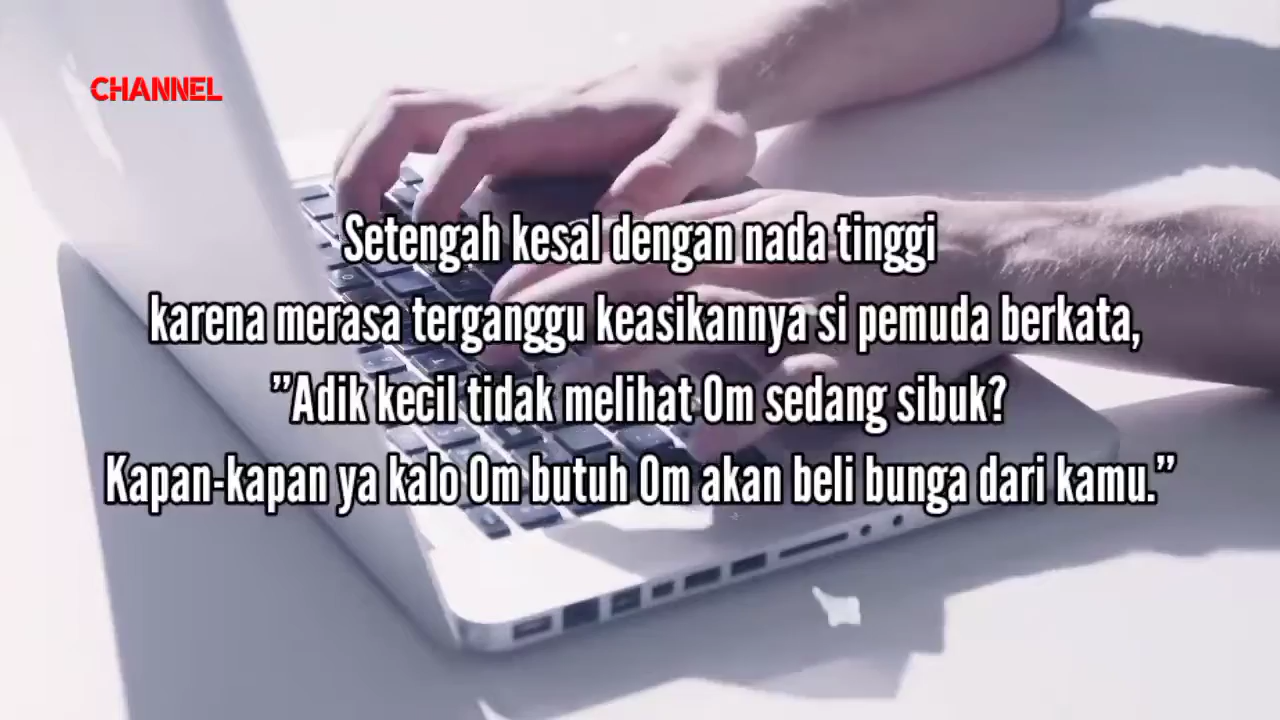 CHANNEL
Setengah kesal dengan nada tinggi
karena merasa terganggu keasikannya si pemuda berkata,
”Adik kecil tidak melihat Om sedang sibuk?
Kapan-kapan ya kalo Om butuh Om akan beli bunga dari kamu.”